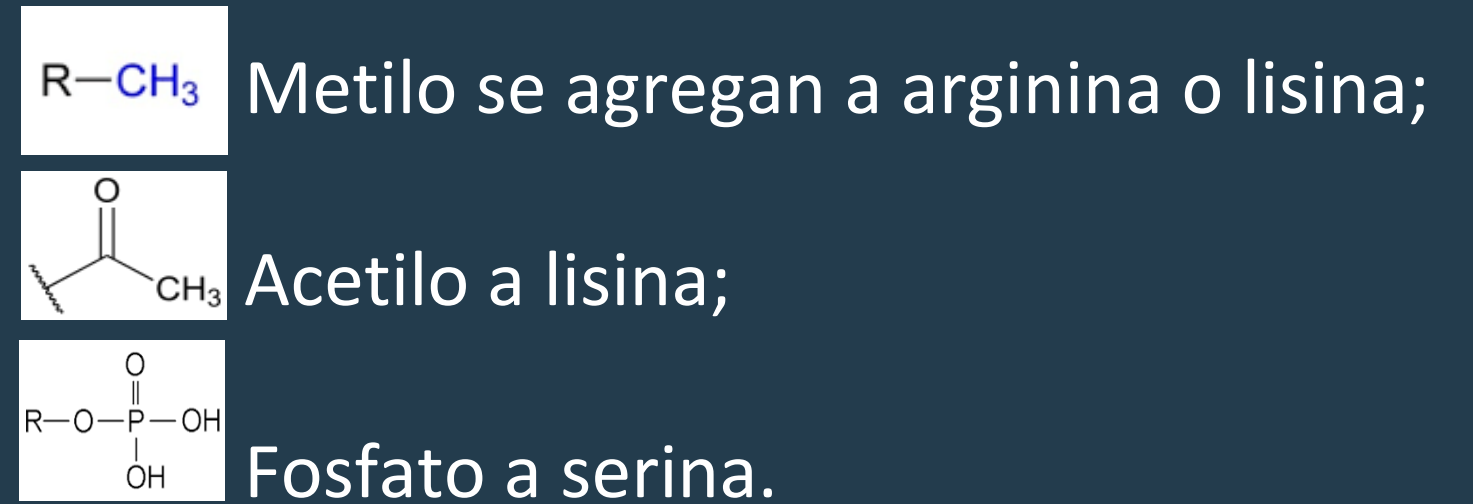 R—CH₃ Metilo se agregan a arginina o lisina;
O
CH₃ Acetilo a lisina;
O
R—O—P—OH
OH
Fosfato a serina.